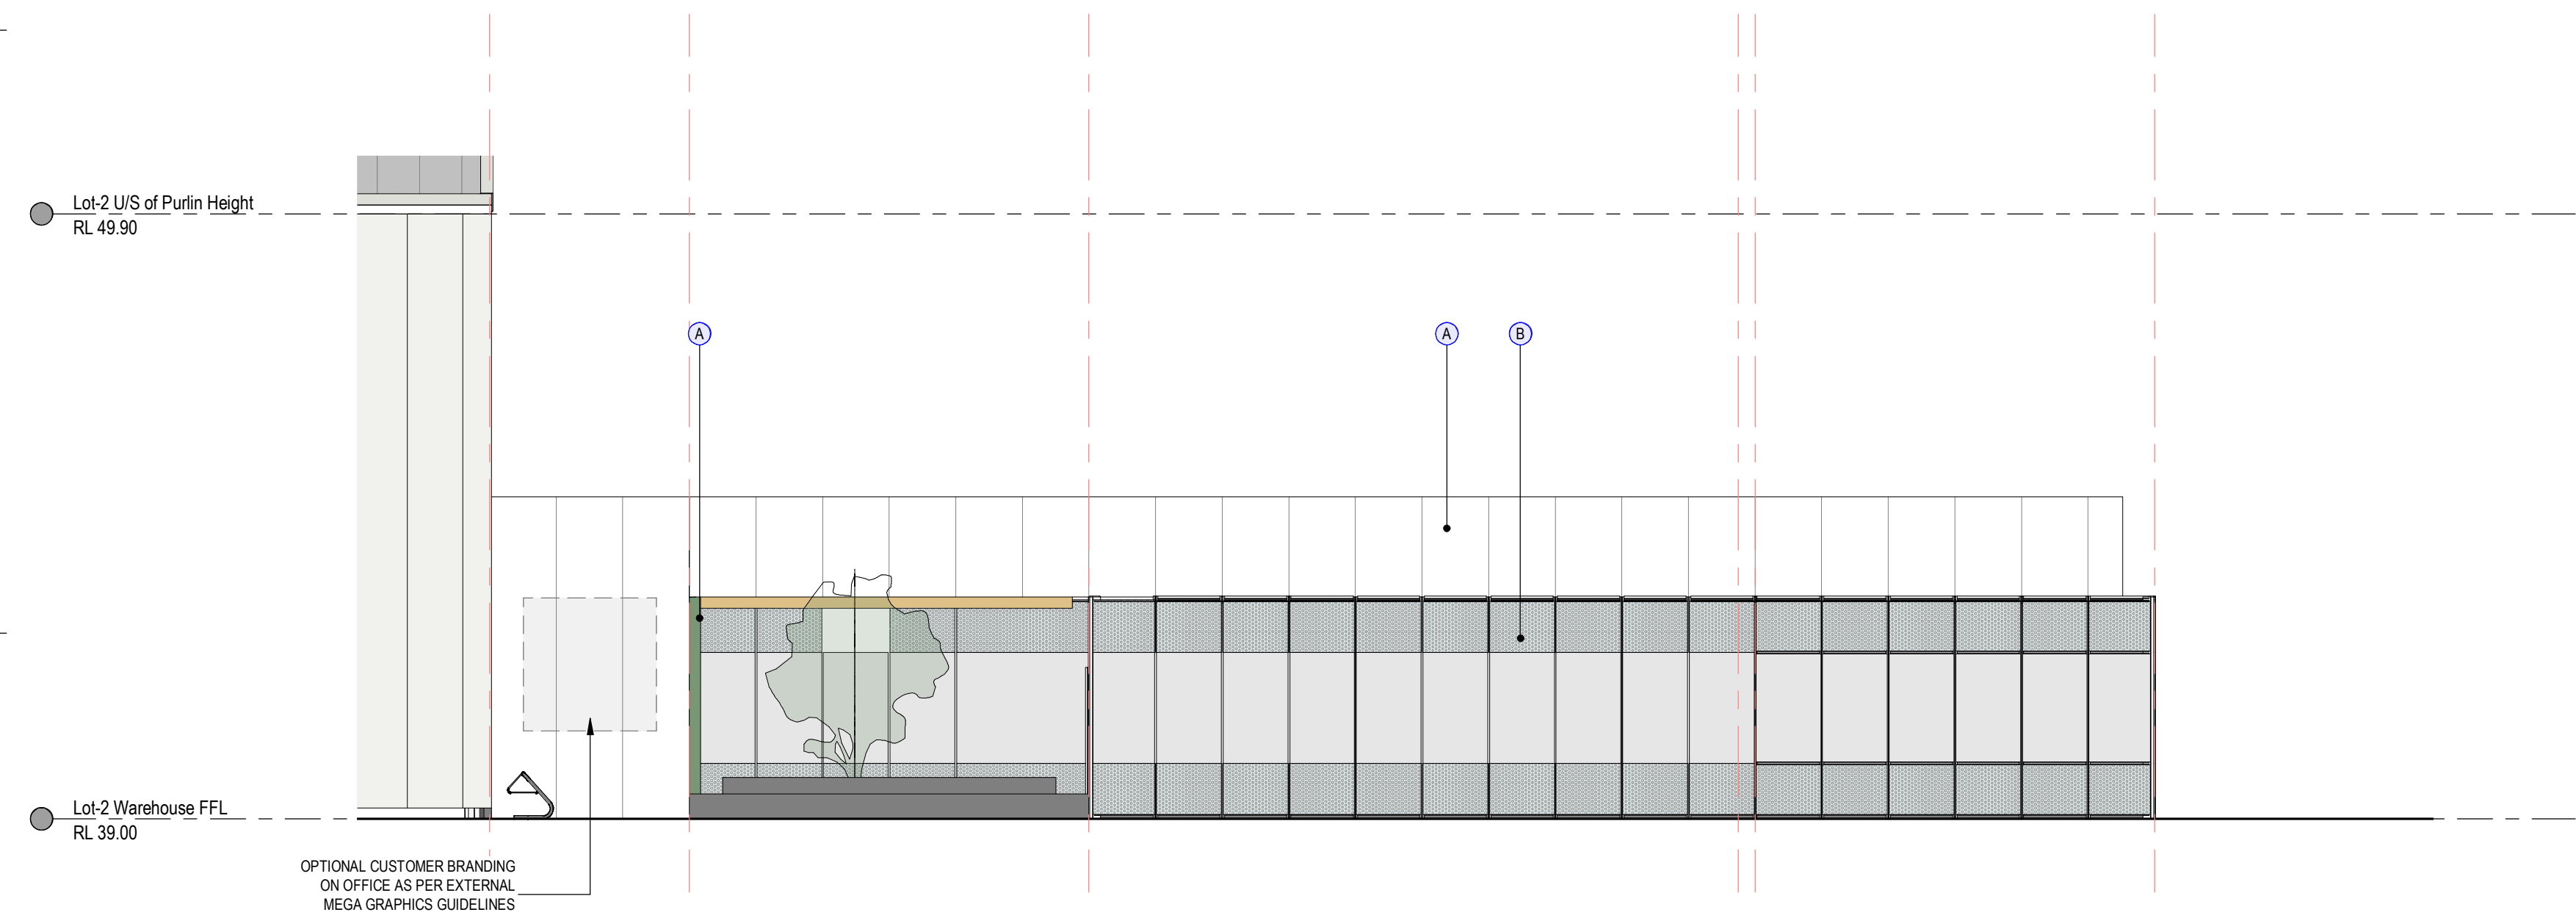 Lot-2 U/S of Purlin Height
RL 49.90
A
A
B
Lot-2 Warehouse FFL
RL 39.00
OPTIONAL CUSTOMER BRANDING
ON OFFICE AS PER EXTERNAL
MEGA GRAPHICS GUIDELINES